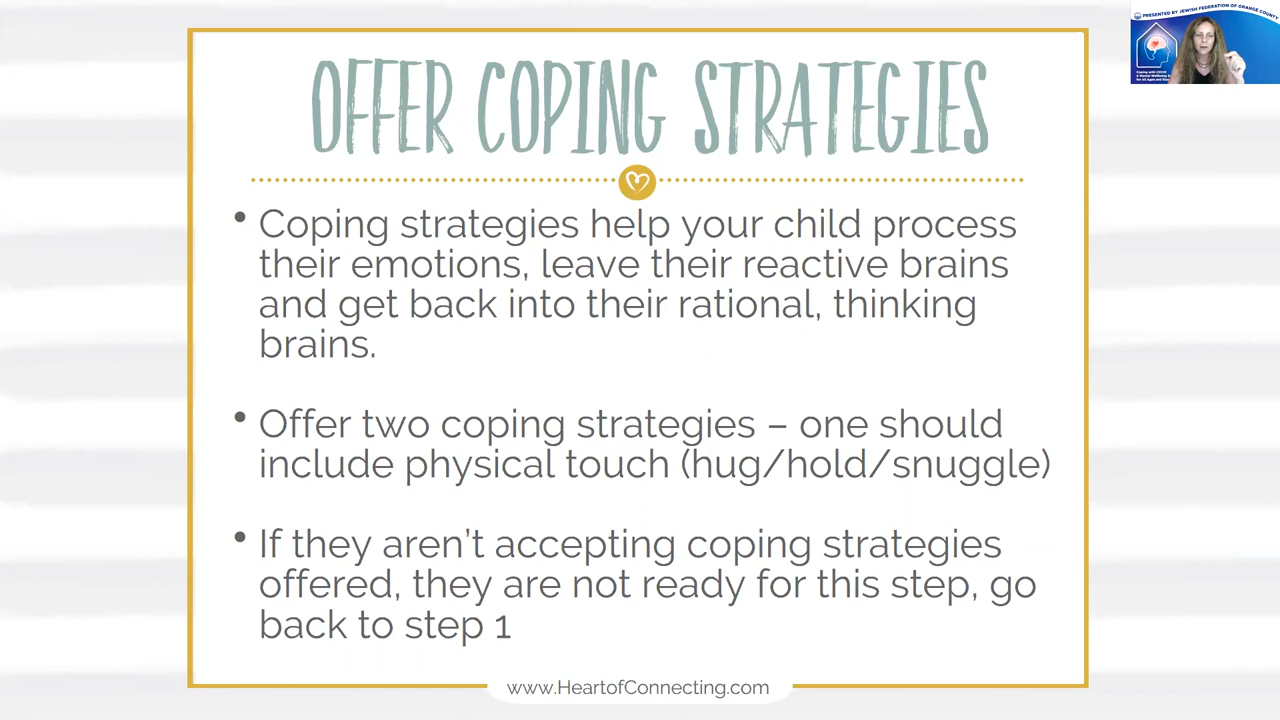 PRESENTED BY JEWISH FEDERATION OF ORANGE COUNTY
Coping with COVID
OFFER COPING STRATEGIES
• Coping strategies help your child process
their emotions, leave their reactive brains
and get back into their rational, thinking
brains.
• Offer two coping strategies – one should
include physical touch (hug/hold/snuggle)
• If they aren’t accepting coping strategies
offered, they are not ready for this step, go
back to step 1
www.HeartofConnecting.com